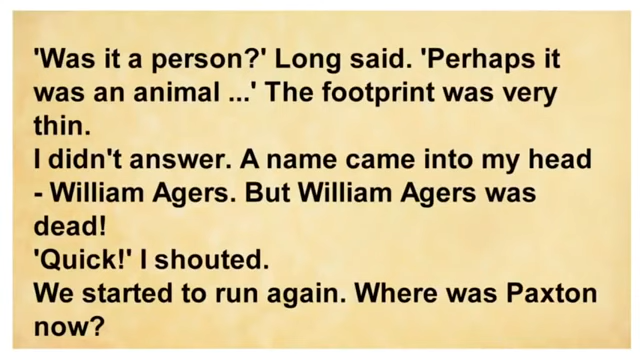 'Was it a person?' Long said. 'Perhaps it
was an animal ...' The footprint was very
thin.
I didn't answer. A name came into my head
- William Agers. But William Agers was
dead!
'Quick!' I shouted.
We started to run again. Where was Paxton
now?